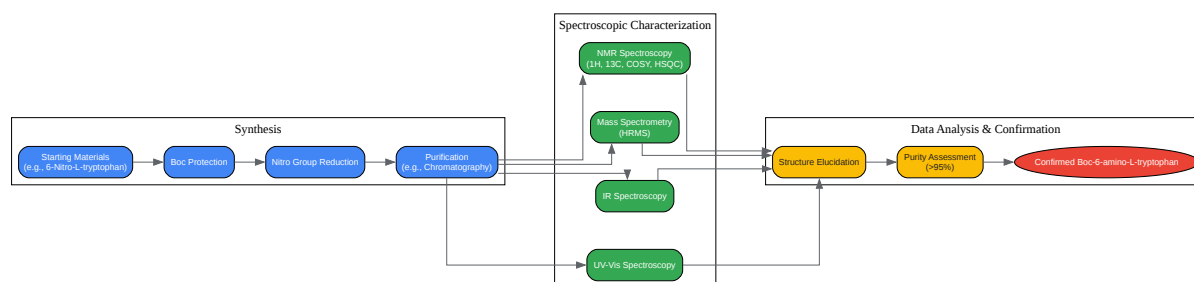 Spectroscopic Characterization
NMR Spectroscopy
(1H, 13C, COSY, HSQC)
Mass Spectrometry
(HRMS)
IR Spectroscopy
UV-Vis Spectroscopy
Synthesis
Starting Materials
(e.g., 6-Nitro-L-tryptophan)
Boc Protection
Nitro Group Reduction
Purification
(e.g., Chromatography)
Data Analysis & Confirmation
Structure Elucidation
Purity Assessment
(>95%)
Confirmed Boc-6-amino-L-tryptophan